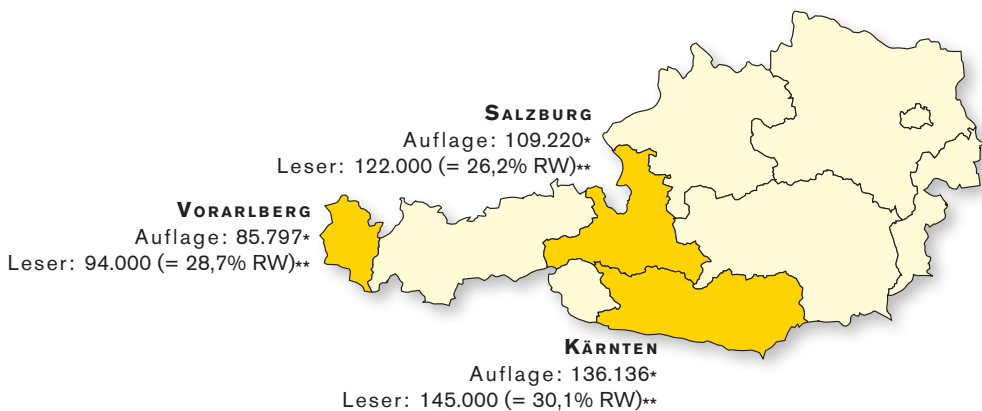 SALZBURG
Auflage: 109.220*
Leser: 122.000 (= 26,2% RW)**
VORARLBERG
Auflage: 85.797*
Leser: 94.000 (= 28,7% RW)**
KÄRNTEN
Auflage: 136.136*
Leser: 145.000 (= 30,1% RW)**